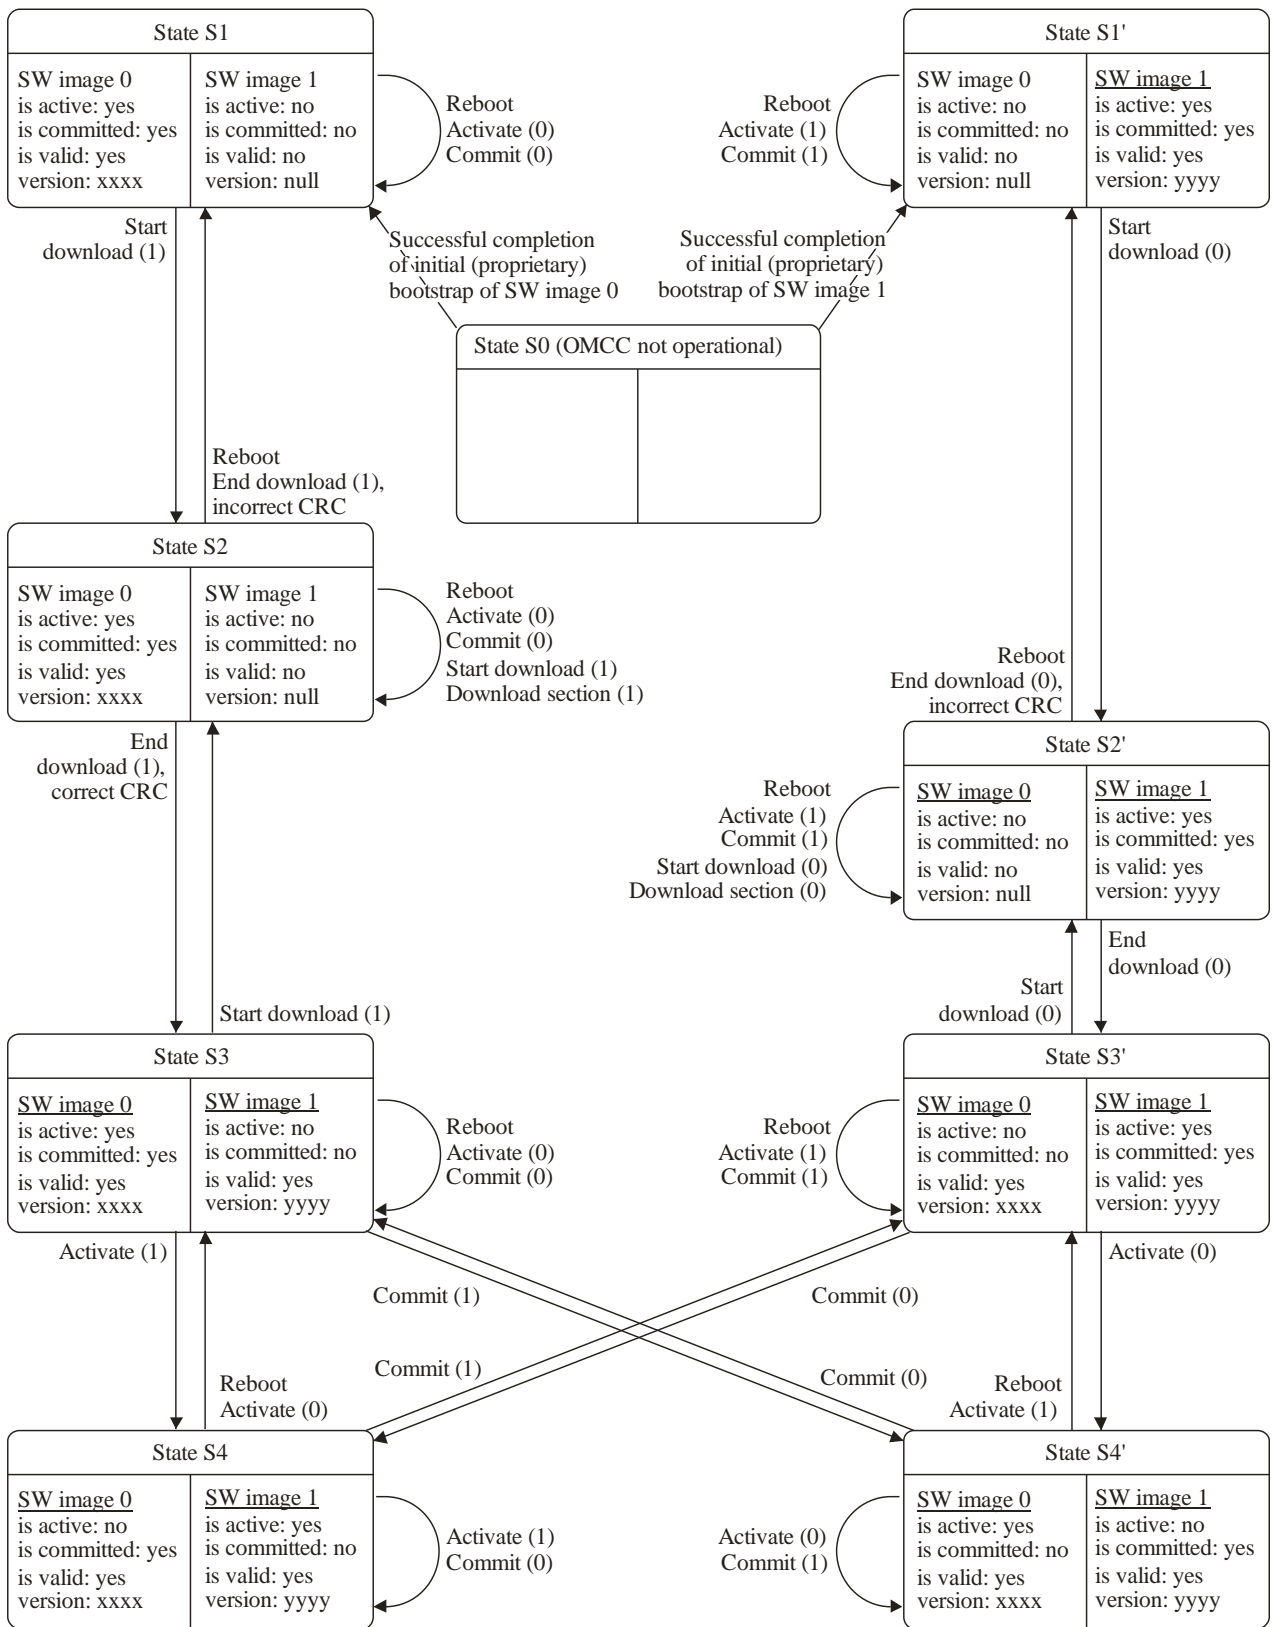 State S1
SW image 0
is active: yes
is committed: yes
is valid: yes
version: xxxx
SW image 1
is active: no
is committed: no
is valid: no
version: null
Reboot
Activate (0)
Commit (0)
State S1'
Reboot
Activate (1)
Commit (1)
SW image 0
is active: no
is committed: no
is valid: no
version: null
SW image 1
is active: yes
is committed: yes
is valid: yes
version: yyyy
Start
download (1)
Successful completion
of initial (proprietary)
bootstrap of SW image 0
Successful completion
of initial (proprietary)
bootstrap of SW image 1
Start
download (0)
State S0 (OMCC not operational)
Reboot
End download (1),
incorrect CRC
State S2
SW image 0
is active: yes
is committed: yes
is valid: yes
version: xxxx
SW image 1
is active: no
is committed: no
is valid: no
version: null
Reboot
Activate (0)
Commit (0)
Start download (1)
Download section (1)
Reboot
End download (0),
incorrect CRC
State S2'
Reboot
Activate (1)
Commit (1)
Start download (0)
Download section (0)
SW image 0
is active: no
is committed: no
is valid: no
version: null
SW image 1
is active: yes
is committed: yes
is valid: yes
version: yyyy
End
download (1),
correct CRC
End
download (0)
Start download (1)
Start
download (0)
State S3
SW image 0
is active: yes
is committed: yes
is valid: yes
version: xxxx
SW image 1
is active: no
is committed: no
is valid: yes
version: yyyy
Reboot
Activate (0)
Commit (0)
State S3'
Reboot
Activate (1)
Commit (1)
SW image 0
is active: no
is committed: no
is valid: yes
version: xxxx
SW image 1
is active: yes
is committed: yes
is valid: yes
version: yyyy
Activate (1)
Activate (0)
Commit (1)
Commit (0)
Commit (1)
Commit (0)
Reboot
Activate (0)
Reboot
Activate (1)
State S4
SW image 0
is active: no
is committed: yes
is valid: yes
version: xxxx
SW image 1
is active: yes
is committed: no
is valid: yes
version: yyyy
Activate (1)
Commit (0)
State S4'
Activate (0)
Commit (1)
SW image 0
is active: yes
is committed: no
is valid: yes
version: xxxx
SW image 1
is active: no
is committed: yes
is valid: yes
version: yyyy